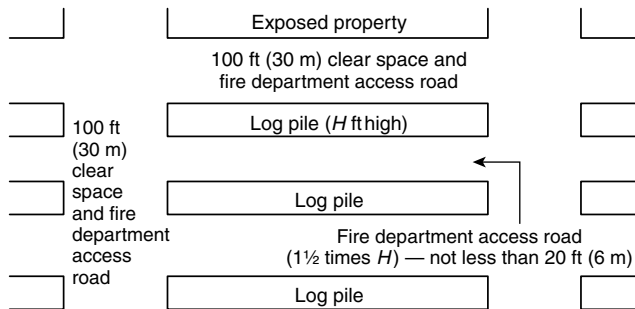 Exposed property
100 ft (30 m) clear space and
fire department access road
Log pile (H ft high)
100 ft
(30 m)
clear
space
and fire
department
access
road
Log pile
Fire department access road
(1½ times H) — not less than 20 ft (6 m)
Log pile